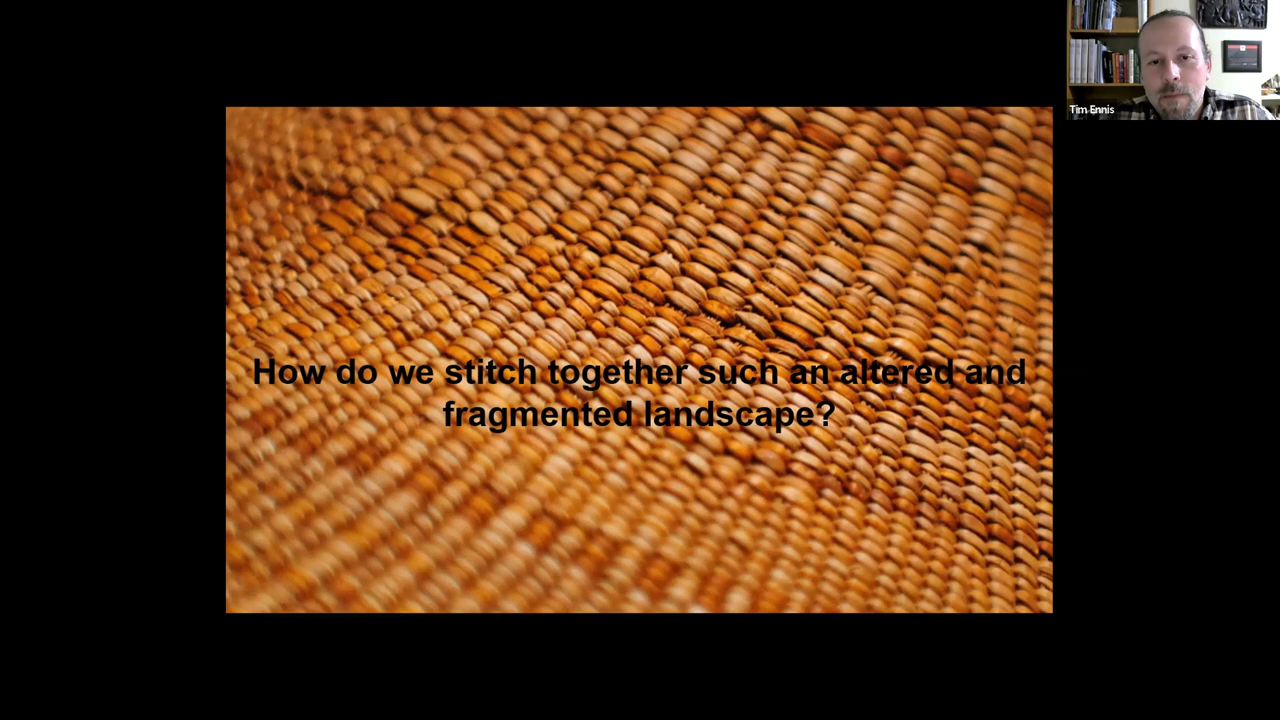 Tim Ennis
How do we stitch together such an altered and
fragmented landscape?